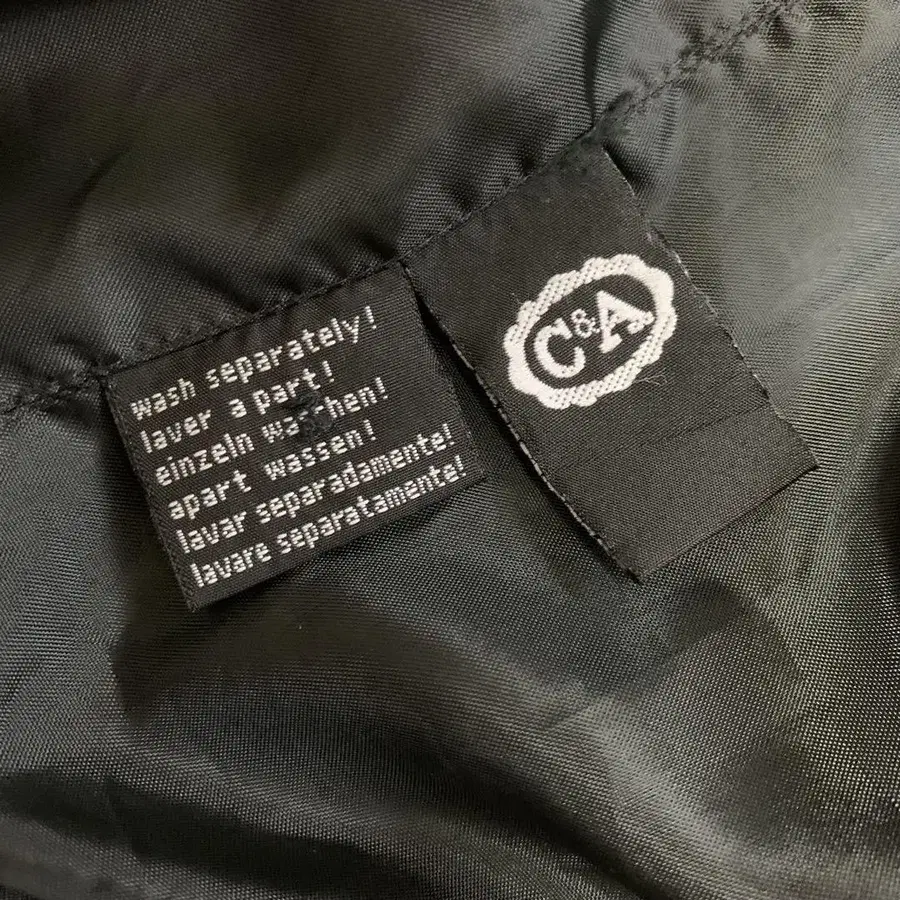 wash separately!
laver a part!
einzeln waschen!
apart wassen!
lavar separadamente!
lavare separatamente!
C&A